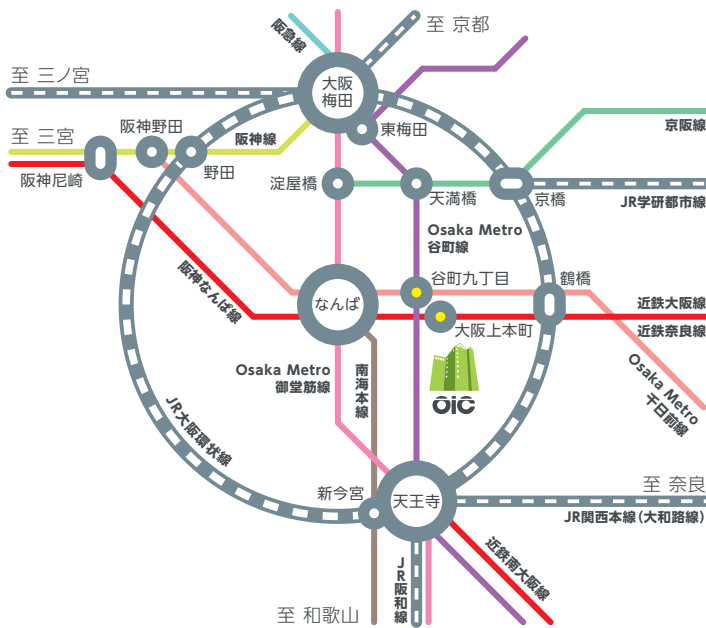 阪急線
至 京都
至 三ノ宮
大阪
梅田
至 三宮
阪神野田
阪神線
東梅田
京阪線
阪神尼崎
野田
淀屋橋
天満橋
京橋
JR学研都市線
Osaka Metro
谷町線
阪神なんば線
谷町九丁目
鶴橋
なんば
近鉄大阪線
大阪上本町
近鉄奈良線
Osaka Metro
御堂筋線
南海本線
OIC
Osaka Metro
千日前線
JR大阪環状線
新今宮
天王寺
至 奈良
JR関西本線(大和路線)
JR阪和線
近鉄南大阪線
至 和歌山